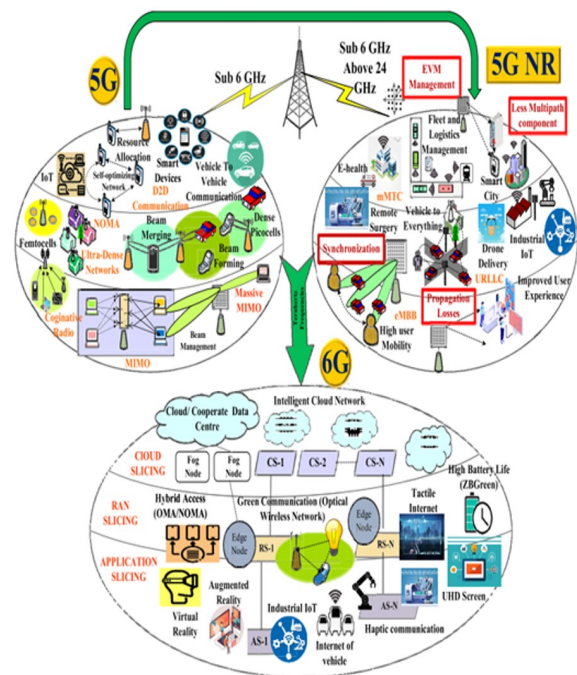 5G
Sub 6 GHz
Sub 6 GHz
Above 24
GHz
EVM
Management
5G NR
Less Multipath
component
Resource
Allocation
IoT
Self-optimizing
Network
Smart
Devices
D2D
Communication
Vehicle To
Vehicle
Communication
NOMA
Femtocells
Ultra-Dense
Networks
Beam
Merging
Beam
Forming
Dense
Picocells
Coginative
Radio
MIMO
Beam Management
Massive
MIMO
Fleet and
Logistics
Management
E-health
mMTC
Smart
City
Remote
Surgery
Vehicle to
Everything
Drone
Delivery
Industrial
IoT
URLLC
Synchronization
eMBB
High user
Mobility
Propagation
Losses
Improved User
Experience
Terahertz
Frequencies
6G
Intelligent Cloud Network
Cloud/ Cooperate Data
Centre
CLOUD
SLICING
Fog
Node
Fog
Node
CS-1
CS-2
CS-N
High Battery Life
(ZBGreen)
RAN
SLICING
Hybrid Access
(OMA/NOMA)
Green Communication (Optical
Wireless Network)
Edge
Node
RS-1
Edge
Node
RS-N
Tactile
Internet
APPLICATION
SLICING
Augmented
Reality
Virtual
Reality
AS-1
Industrial IoT
Internet of
vehicle
AS-N
Haptic communication
UHD Screen